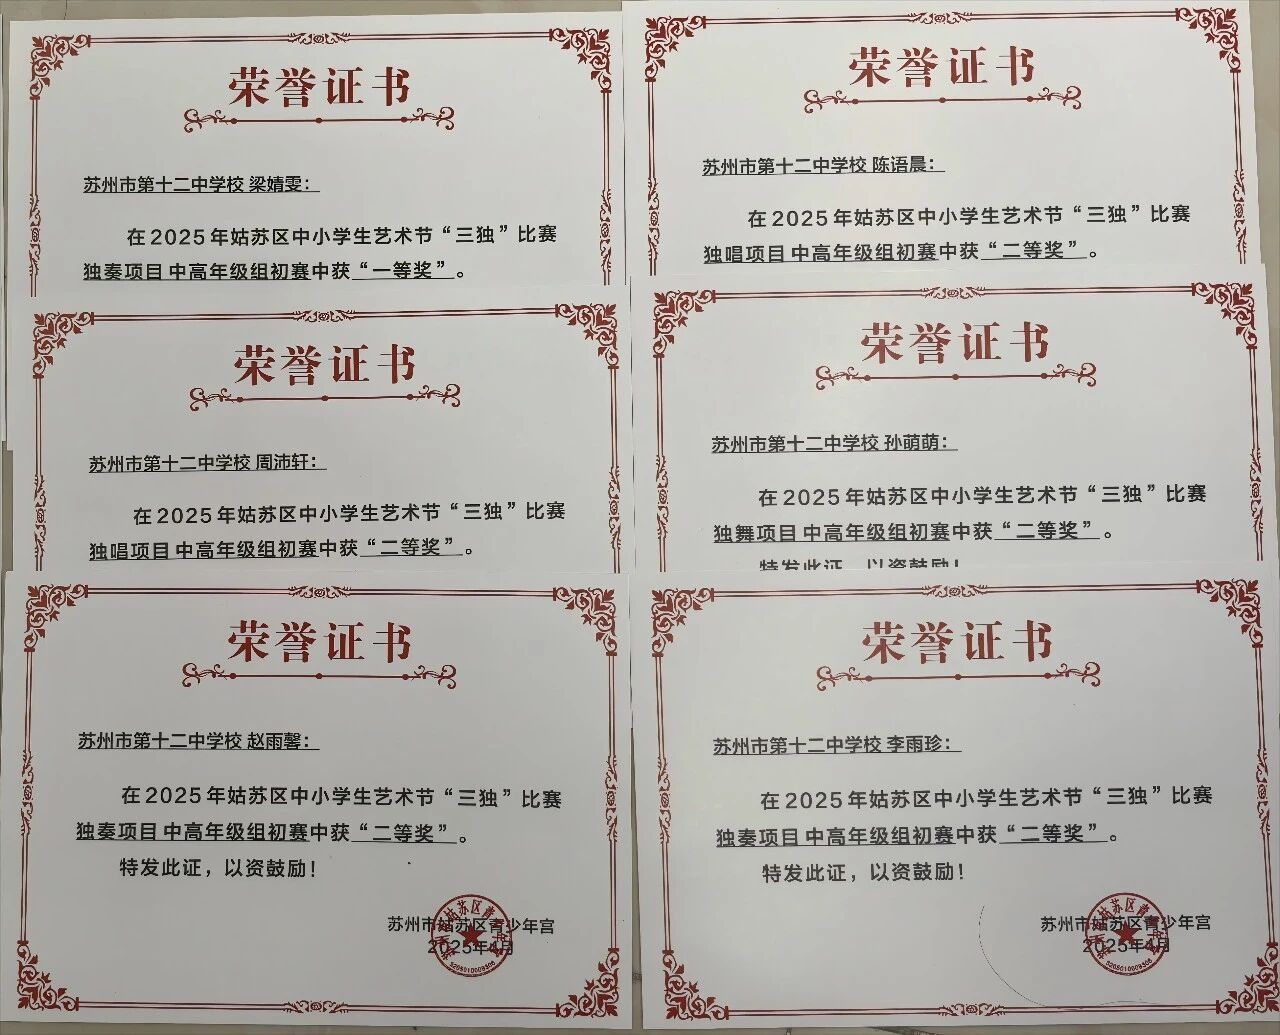 荣誉证书
苏州市第十二中学校 梁婧雯：
在2025年姑苏区中小学生艺术节“三独”比赛
独奏项目 中高年级组初赛中获“一等奖”。
荣誉证书
苏州市第十二中学校 陈语晨：
在2025年姑苏区中小学生艺术节“三独”比赛
独唱项目 中高年级组初赛中获“二等奖”。
荣誉证书
苏州市第十二中学校 周沛轩：
在2025年姑苏区中小学生艺术节“三独”比赛
独唱项目 中高年级组初赛中获“二等奖”。
荣誉证书
苏州市第十二中学校 孙萌萌：
在2025年姑苏区中小学生艺术节“三独”比赛
独舞项目 中高年级组初赛中获“二等奖”。
特发此证，以资鼓励！
荣誉证书
苏州市第十二中学校 赵雨馨：
在2025年姑苏区中小学生艺术节“三独”比赛
独奏项目 中高年级组初赛中获“二等奖”。
特发此证，以资鼓励！
苏州市姑苏区青少年宫
2025年4月
荣誉证书
苏州市第十二中学校 李雨珍：
在2025年姑苏区中小学生艺术节“三独”比赛
独奏项目 中高年级组初赛中获“二等奖”。
特发此证，以资鼓励！
苏州市姑苏区青少年宫
2025年4月